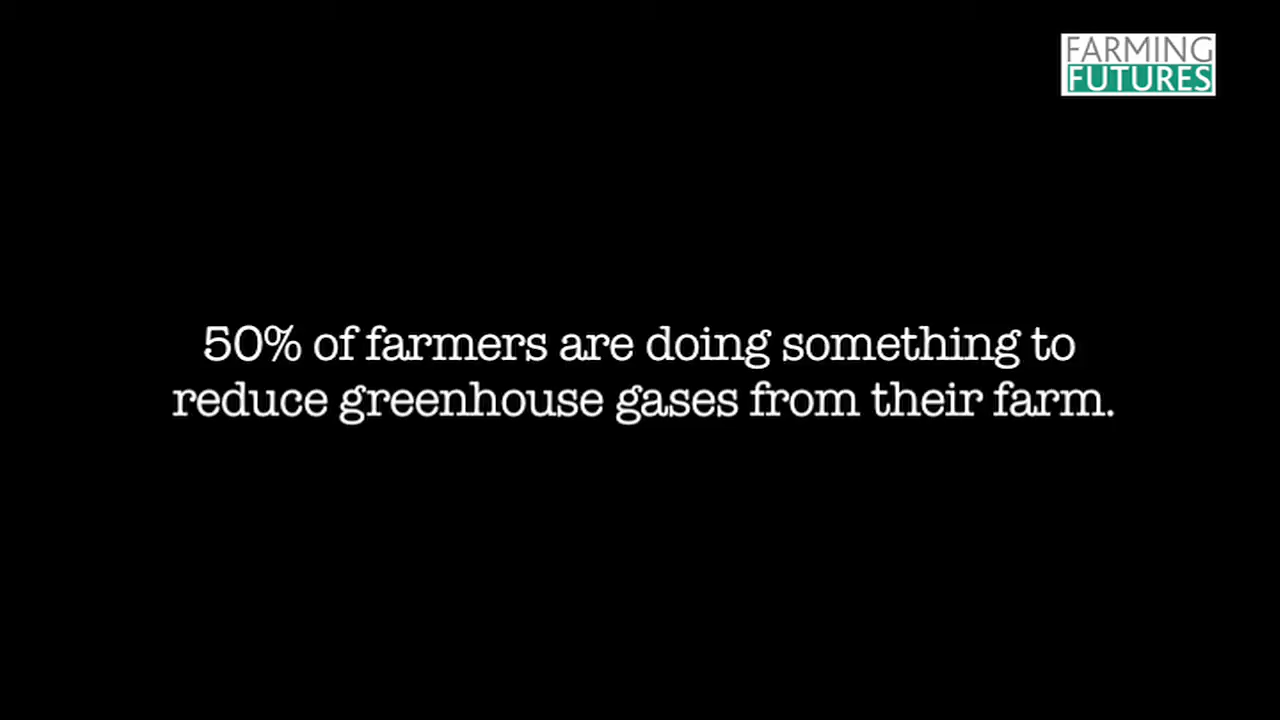 FARMING
FUTURES
50% of farmers are doing something to
reduce greenhouse gases from their farm.